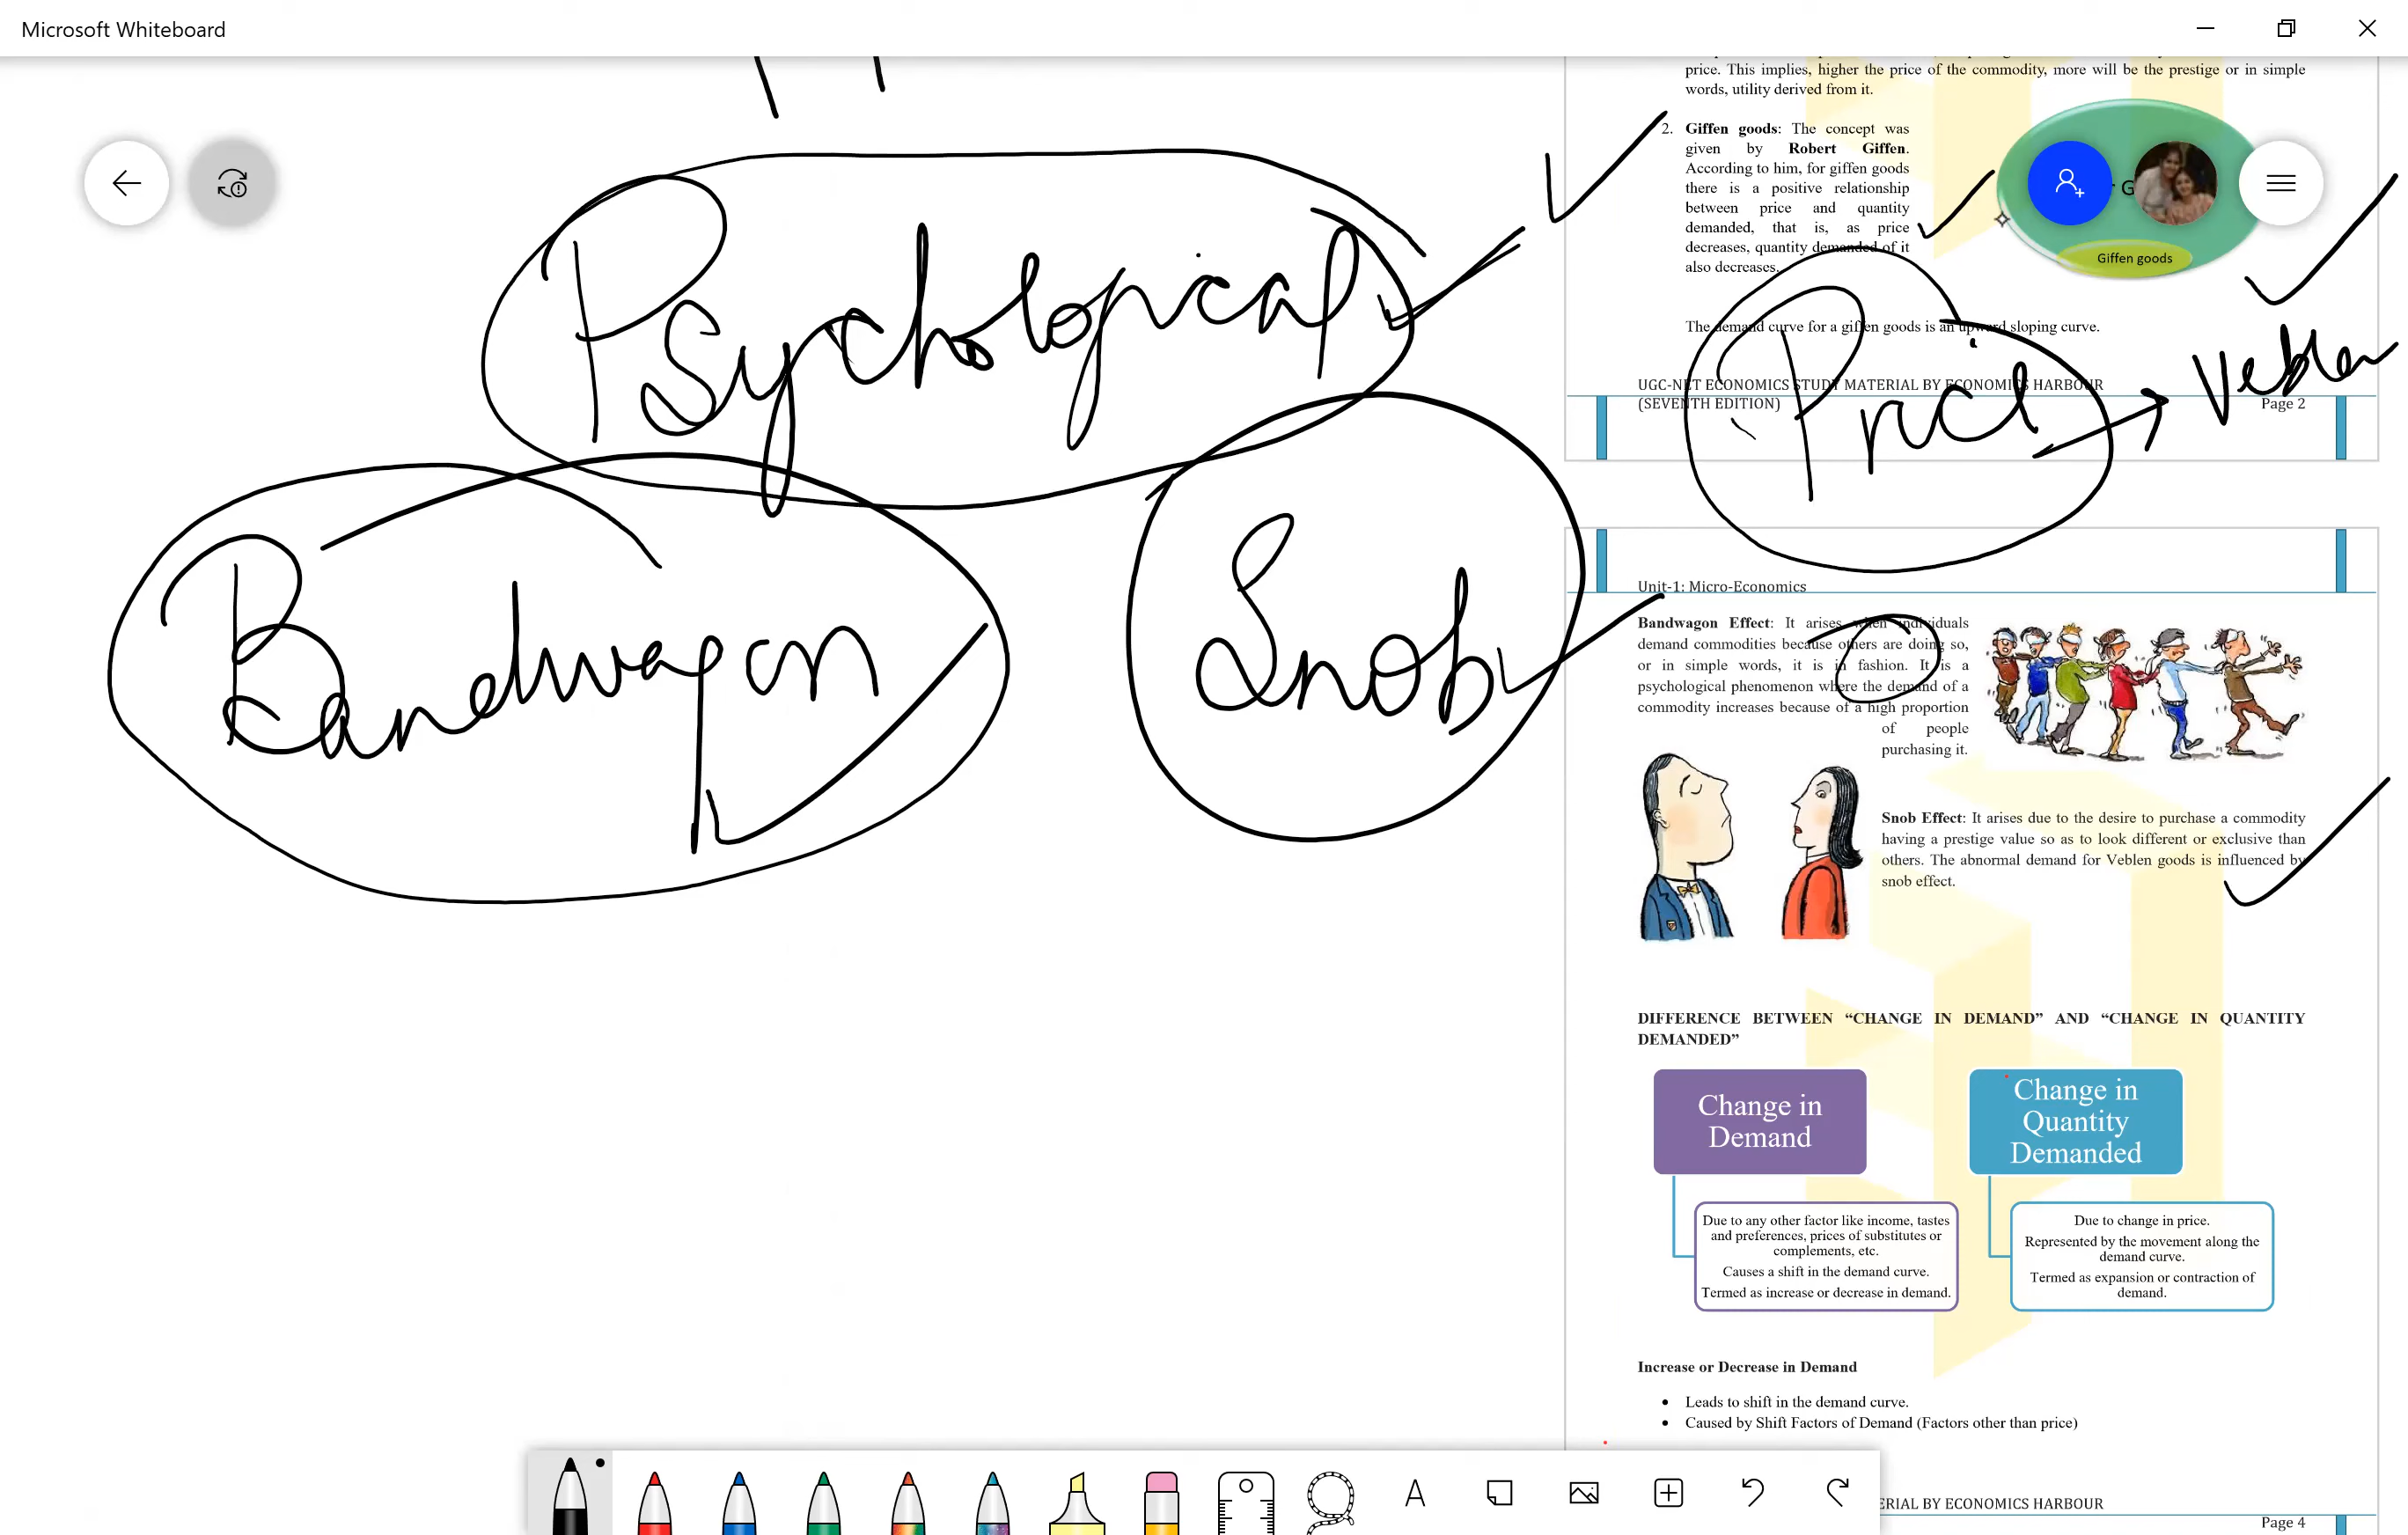 Microsoft Whiteboard
price. This implies, higher the price of the commodity, more will be the prestige or in simple
words, utility derived from it.
2. Giffen goods: The concept was
given by Robert Giffen.
According to him, for giffen goods
there is a positive relationship
between price and quantity
demanded, that is, as price
decreases, quantity demanded of it
also decreases.
Giffen goods
The demand curve for a giffen goods is an upward sloping curve.
UGC-NET ECONOMICS STUDY MATERIAL BY ECONOMICS HARBOUR
(SEVENTH EDITION)
Page 2
Psychological
Price
Veblen
Bandwagon
Snob
Unit-1: Micro-Economics
Bandwagon Effect: It arises when individuals
demand commodities because others are doing so,
or in simple words, it is in fashion. It is a
psychological phenomenon where the demand of a
commodity increases because of a high proportion
of people
purchasing it.
Snob Effect: It arises due to the desire to purchase a commodity
having a prestige value so as to look different or exclusive than
others. The abnormal demand for Veblen goods is influenced by
snob effect.
DIFFERENCE BETWEEN “CHANGE IN DEMAND” AND “CHANGE IN QUANTITY
DEMANDED”
Change in
Demand
Due to any other factor like income, tastes
and preferences, prices of substitutes or
complements, etc.
Causes a shift in the demand curve.
Termed as increase or decrease in demand.
Change in
Quantity
Demanded
Due to change in price.
Represented by the movement along the
demand curve.
Termed as expansion or contraction of
demand.
Increase or Decrease in Demand
• Leads to shift in the demand curve.
• Caused by Shift Factors of Demand (Factors other than price)
ERIAL BY ECONOMICS HARBOUR
Page 4